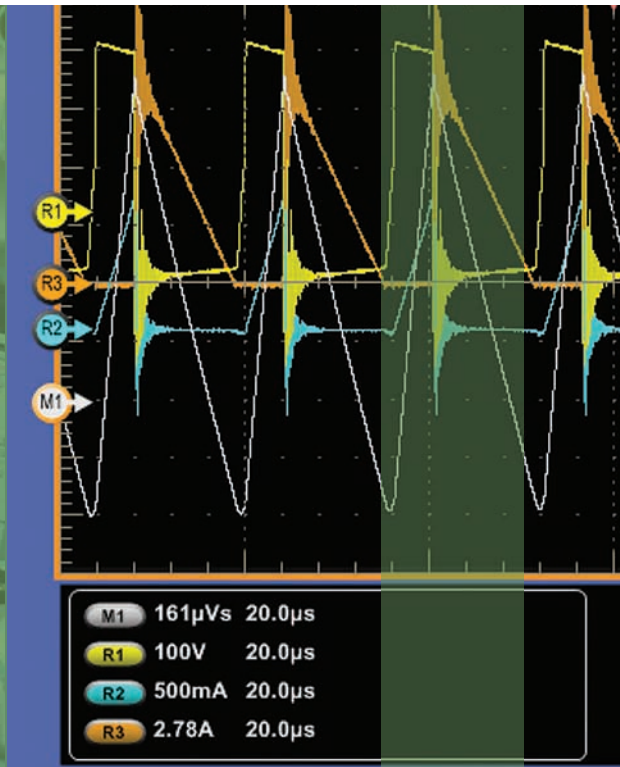 R1
R3
R2
M1
M1 161µVs 20.0µs
R1 100V 20.0µs
R2 500mA 20.0µs
R3 2.78A 20.0µs